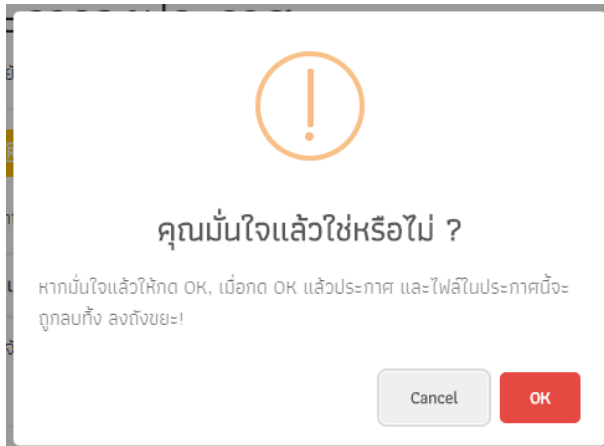 คุณมั่นใจแล้วใช่หรือไม่ ?
หากมั่นใจแล้วให้กด OK, เมื่อกด OK แล้วประกาศ และไฟล์ในประกาศนี้จะ
ถูกลบทิ้ง ลงถังขยะ!
Cancel
OK